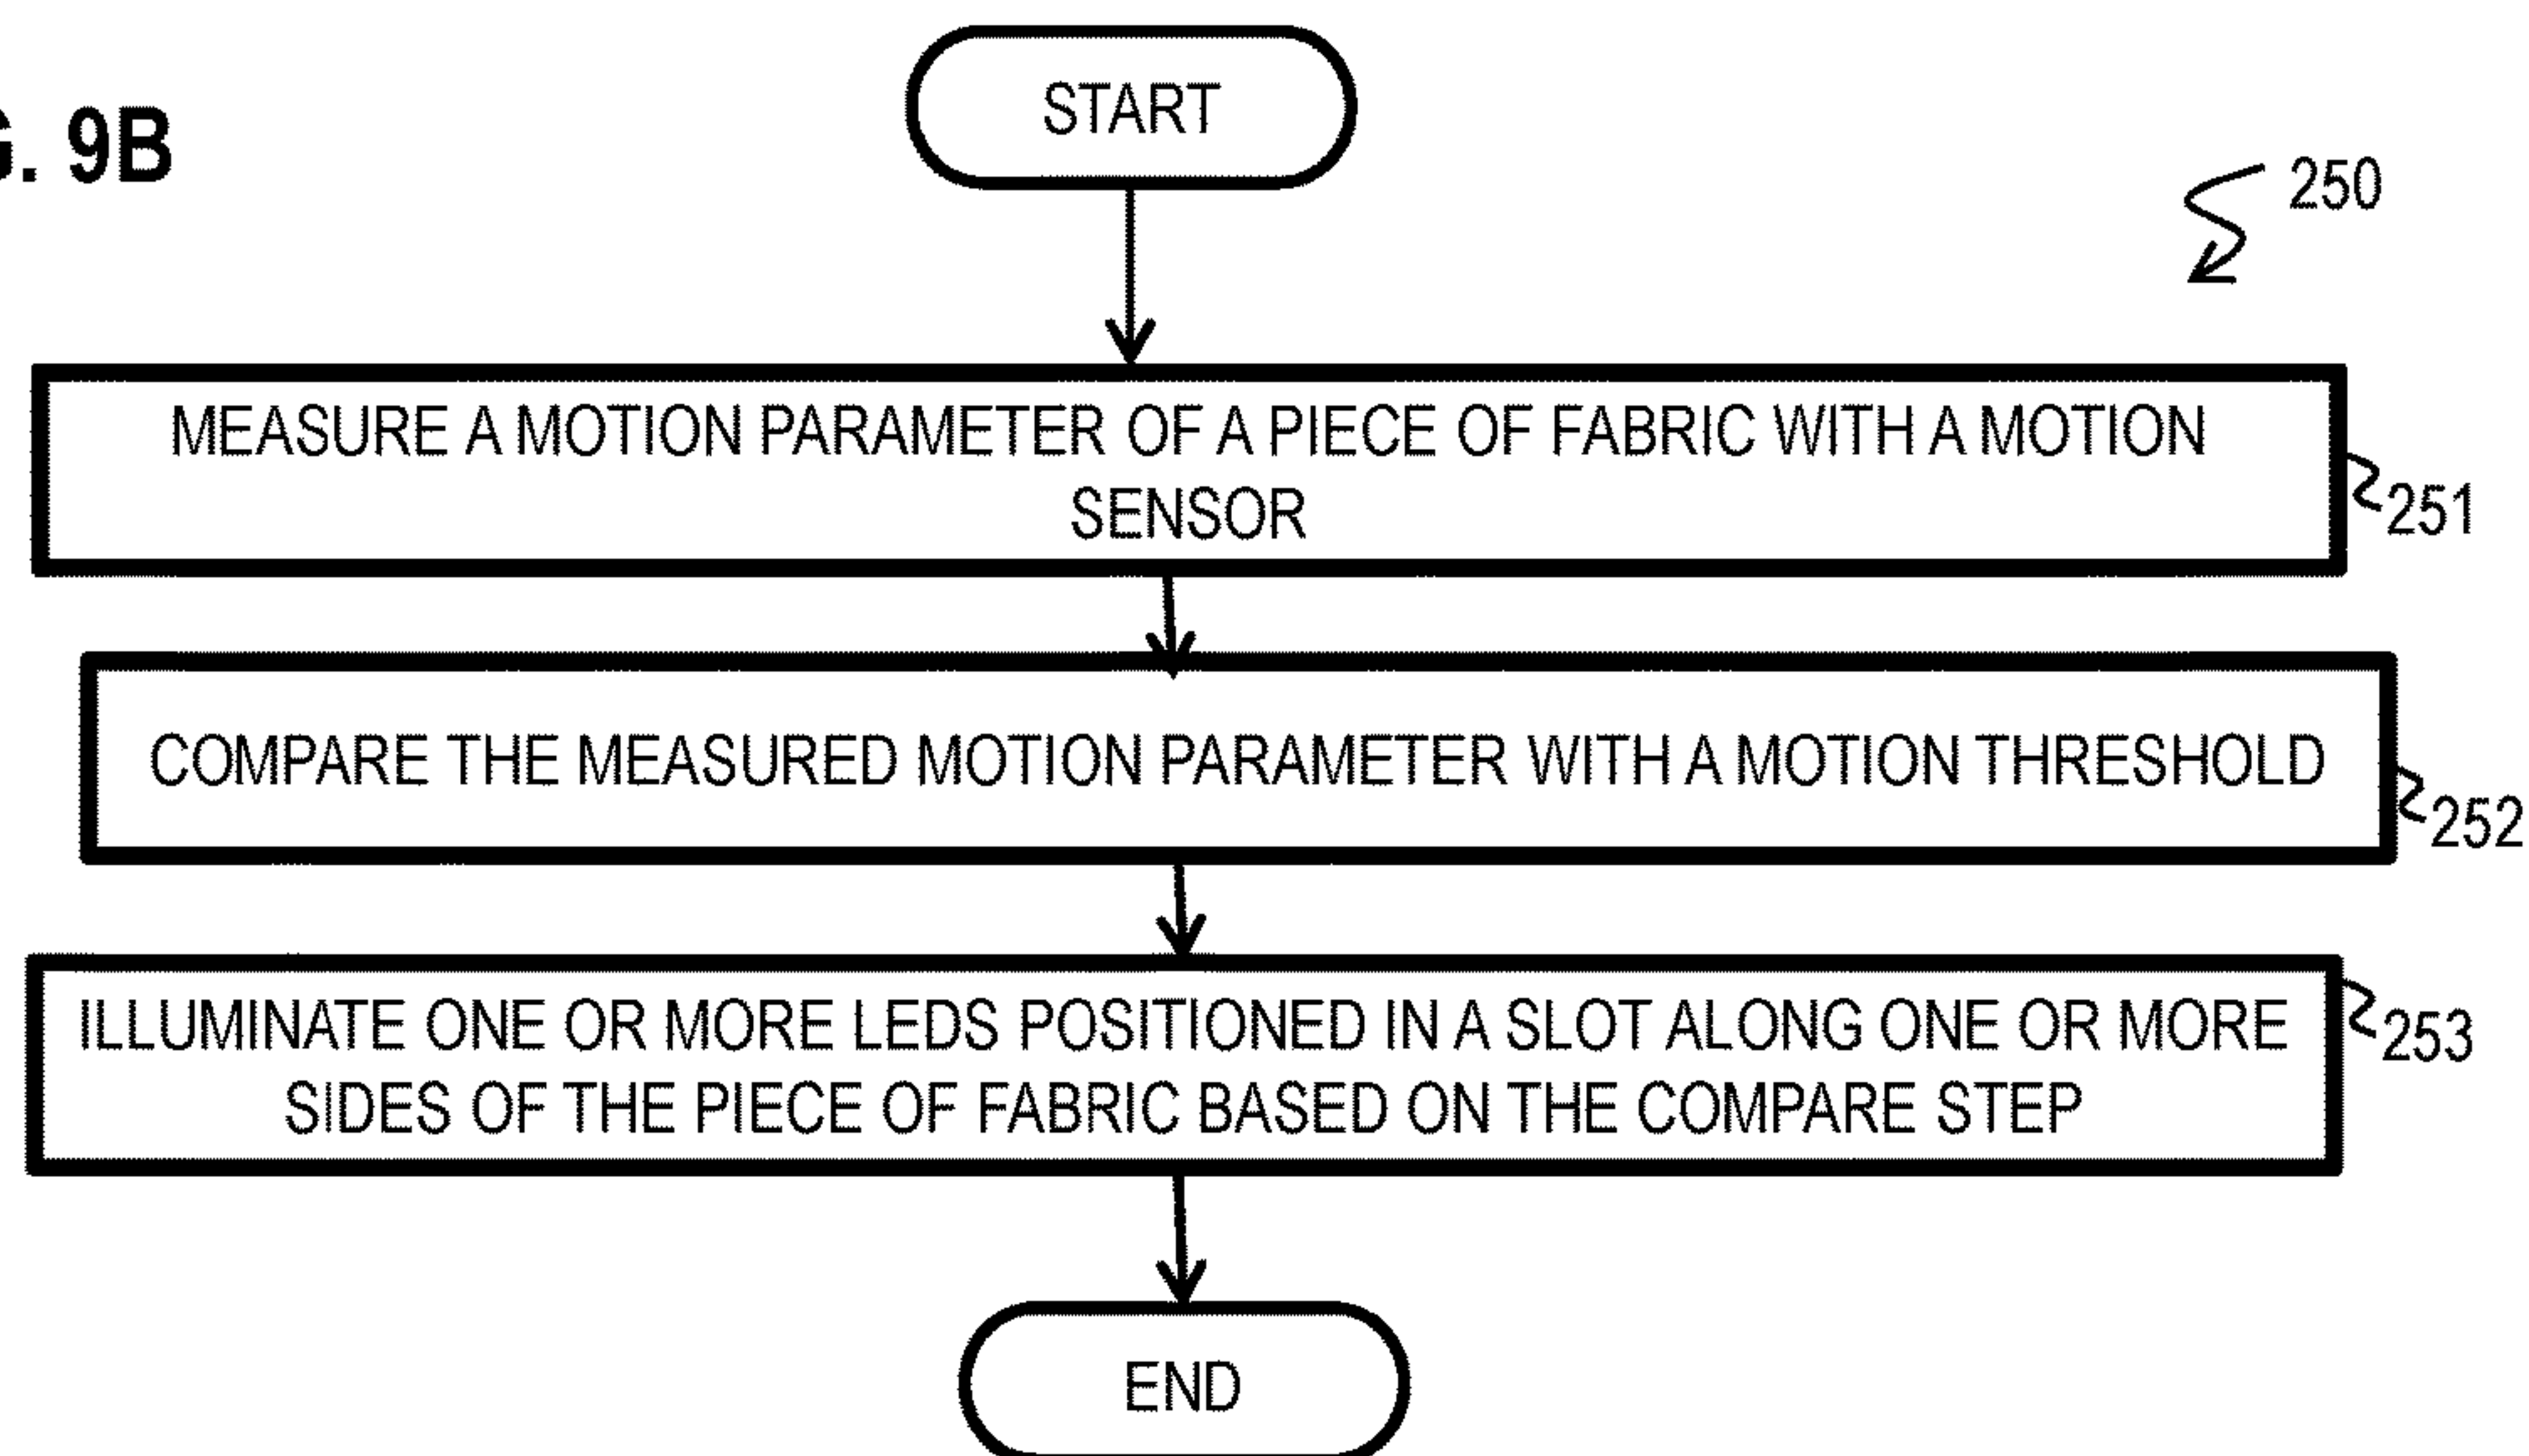 G. 9B
START
250
MEASURE A MOTION PARAMETER OF A PIECE OF FABRIC WITH A MOTION
SENSOR
251
COMPARE THE MEASURED MOTION PARAMETER WITH A MOTION THRESHOLD
252
ILLUMINATE ONE OR MORE LEDS POSITIONED IN A SLOT ALONG ONE OR MORE
SIDES OF THE PIECE OF FABRIC BASED ON THE COMPARE STEP
253
END